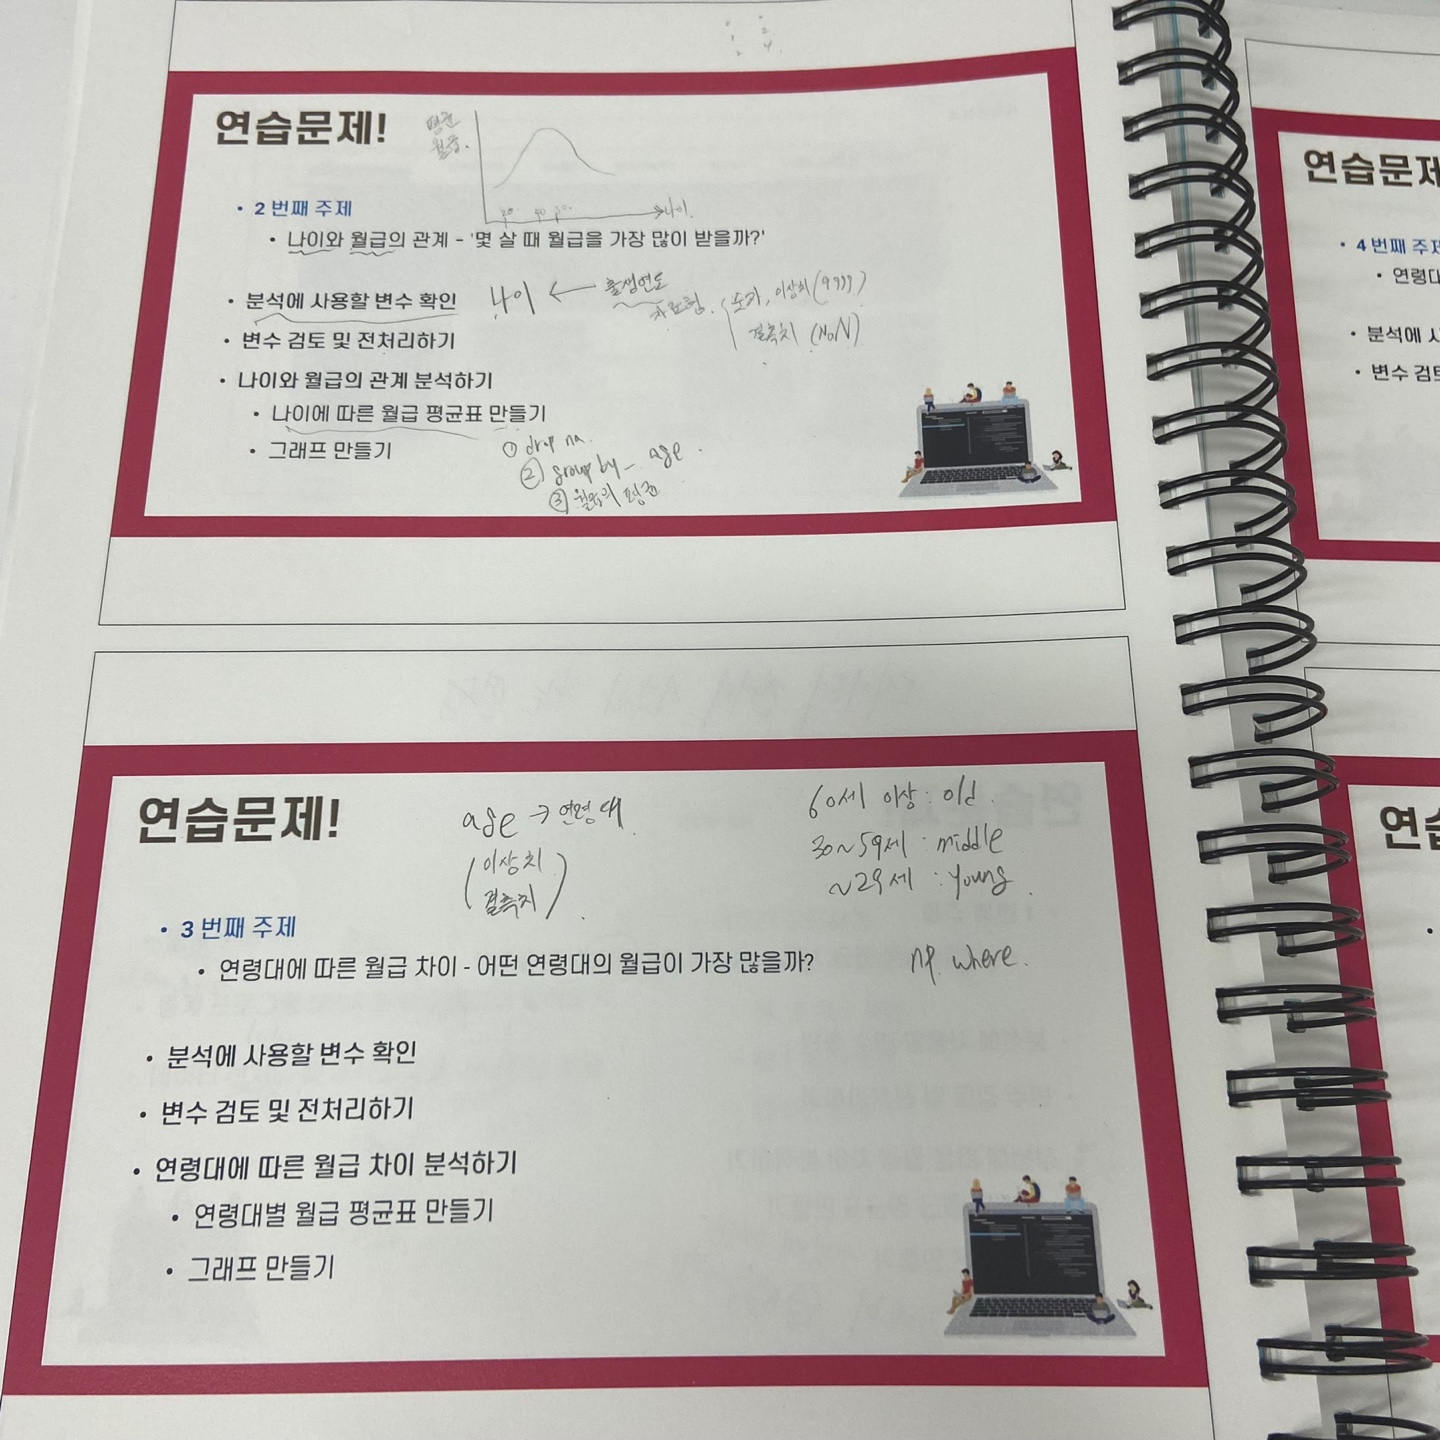 연습문제!
평균
월급.
나이.
• 2 번째 주제
• 나이와 월급의 관계 - '몇 살 때 월급을 가장 많이 받을까?'
• 분석에 사용할 변수 확인
나이 ← 출생연도
자료형, 분포, 이상치(9999)
결측치 (NaN)
• 변수 검토 및 전처리하기
• 나이와 월급의 관계 분석하기
• 나이에 따른 월급 평균표 만들기
• 그래프 만들기
① drop na.
② group by - age.
③ 월급의 평균
연습문제!
age → 연령대.
(이상치
결측치).
60세 이상 : old.
30~59세 : middle
~29세 : young.
• 3 번째 주제
• 연령대에 따른 월급 차이 - 어떤 연령대의 월급이 가장 많을까?
np. where.
• 분석에 사용할 변수 확인
• 변수 검토 및 전처리하기
• 연령대에 따른 월급 차이 분석하기
• 연령대별 월급 평균표 만들기
• 그래프 만들기
연습문제
• 4 번째 주제
• 연령대
• 분석에 사
• 변수 검토
연습